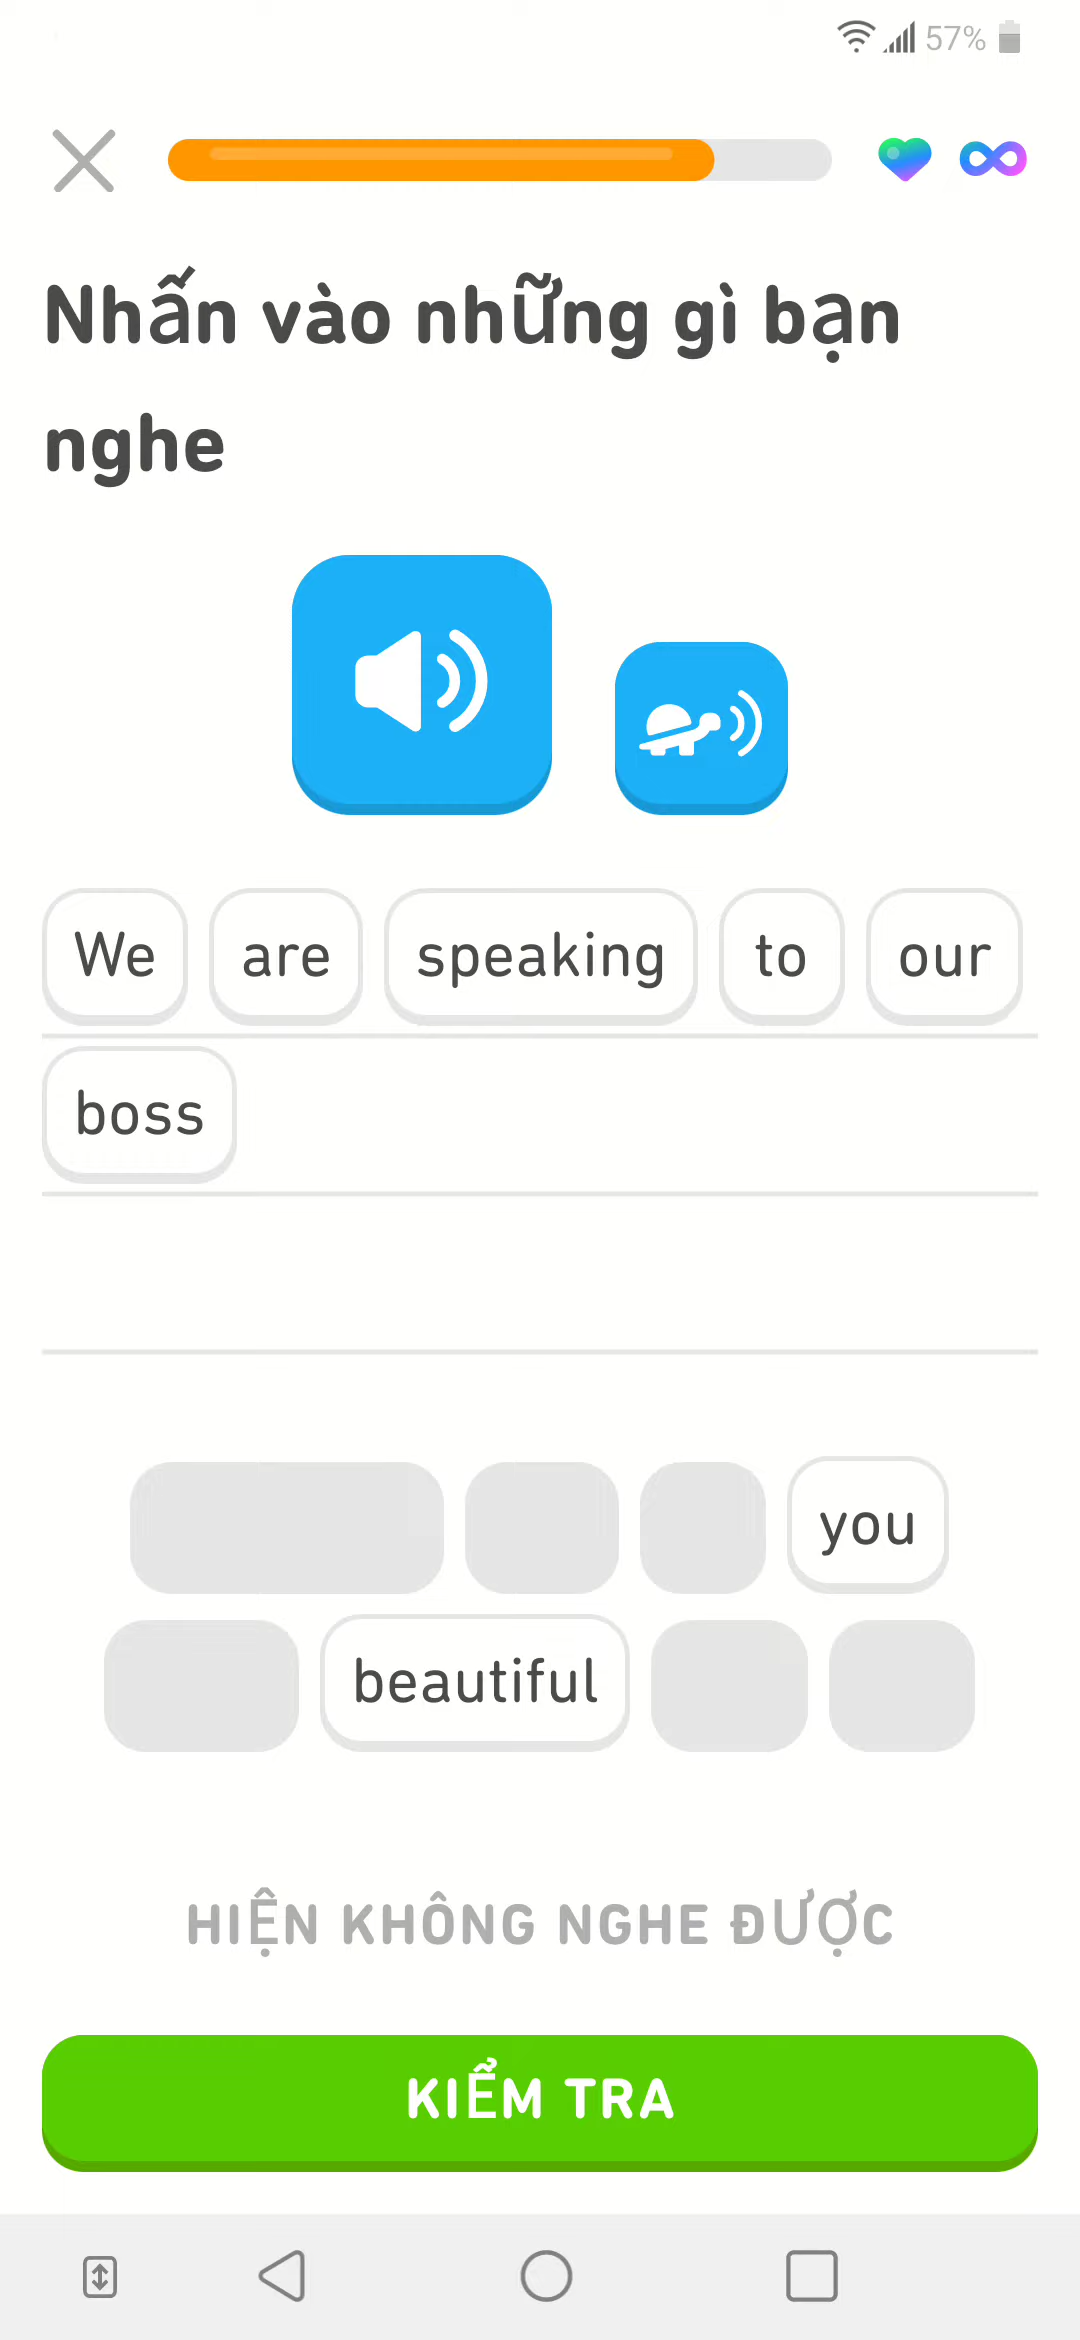 57%
Nhấn vào những gì bạn
nghe
We are speaking to our
boss
you
beautiful
HIỆN KHÔNG NGHE ĐƯỢC
KIỂM TRA